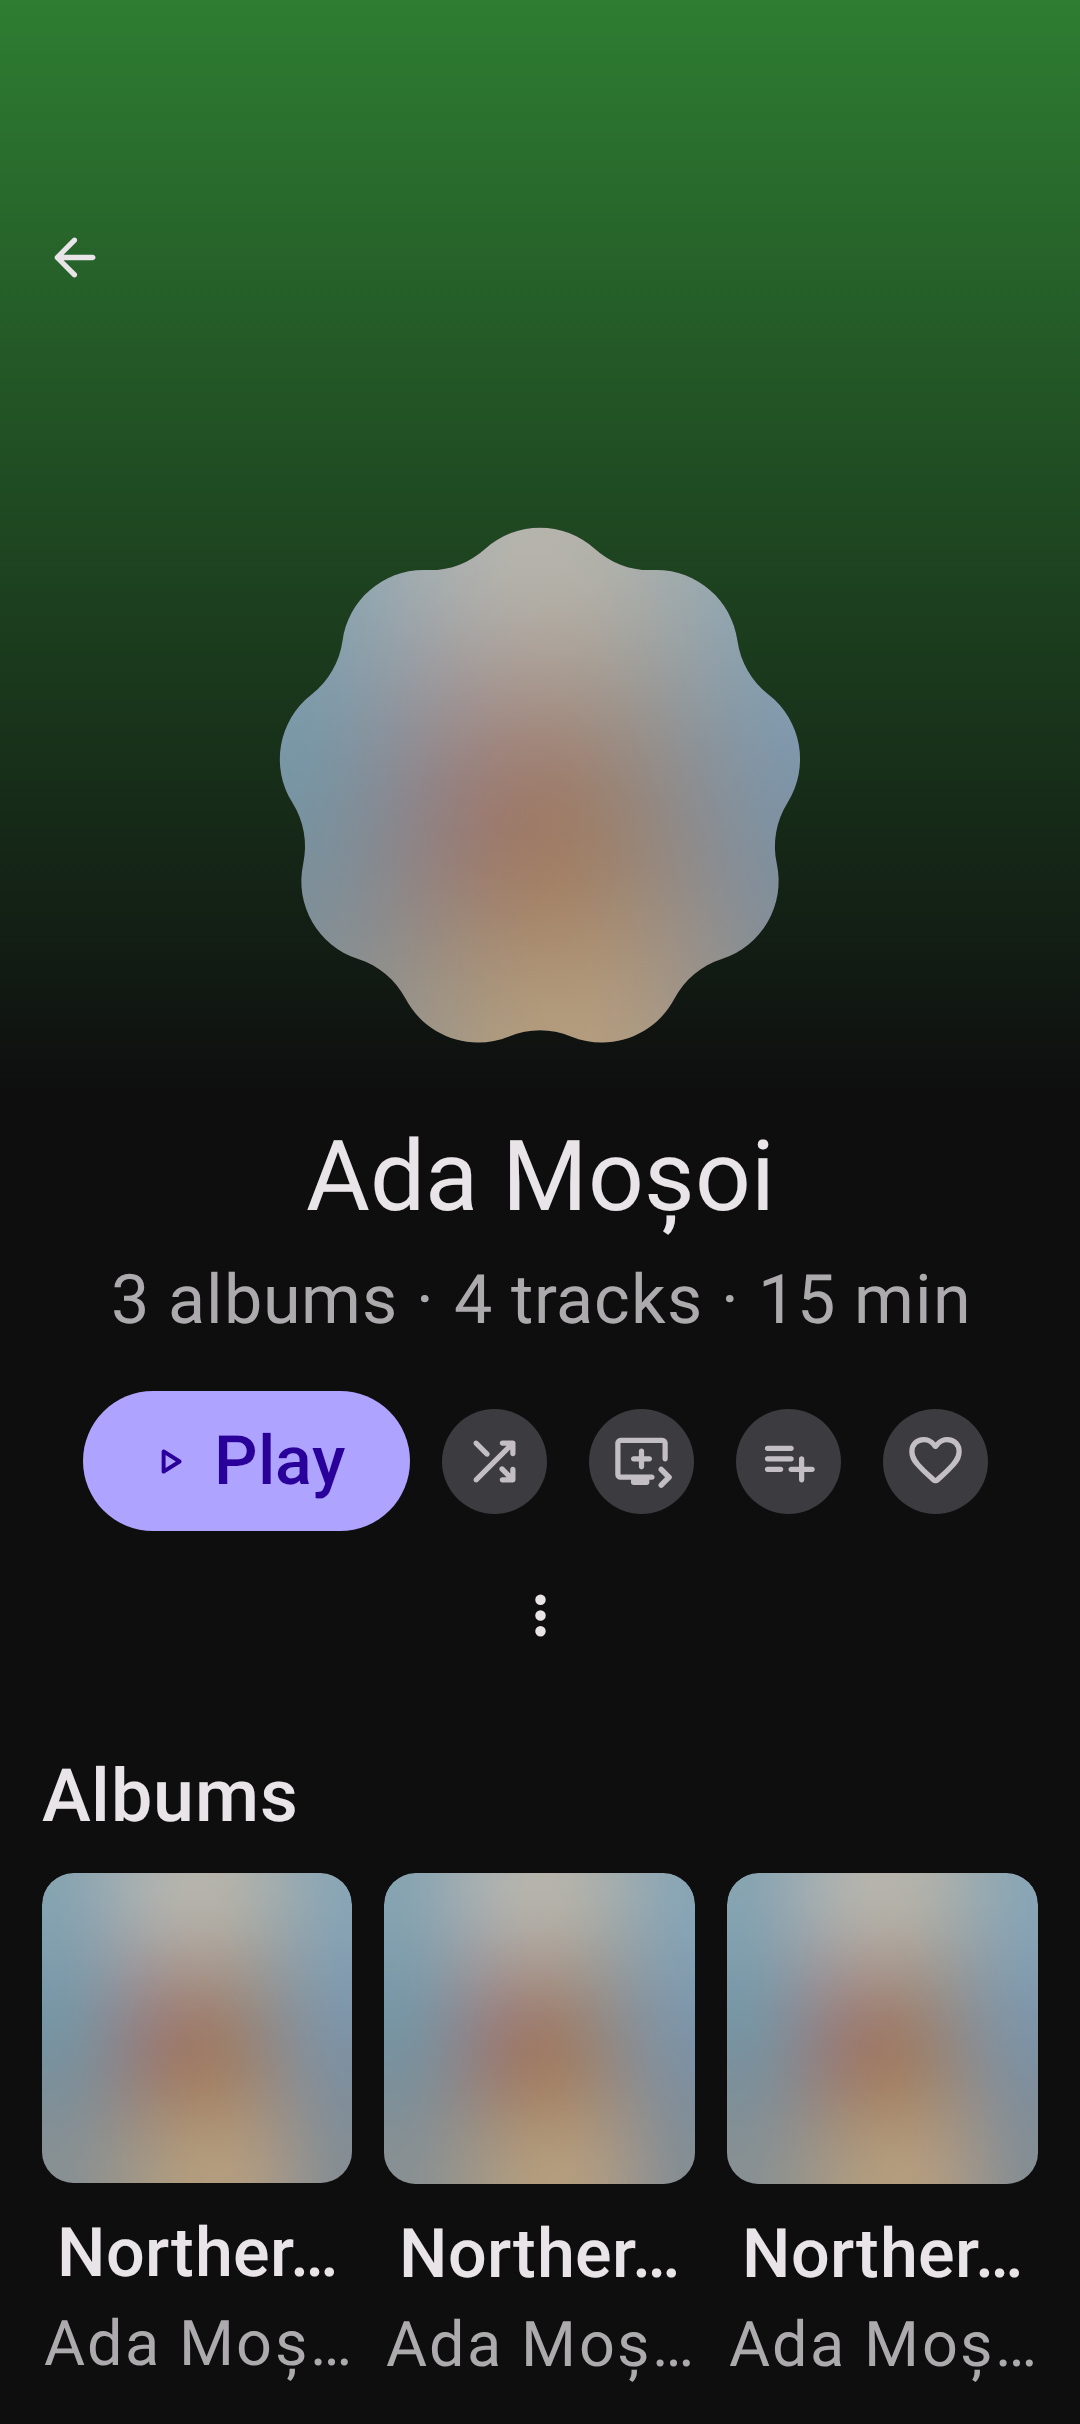 Ada Moșoi
3 albums · 4 tracks · 15 min
Play
Albums
Norther…
Norther…
Norther…
Ada Moș…
Ada Moș…
Ada Moș…